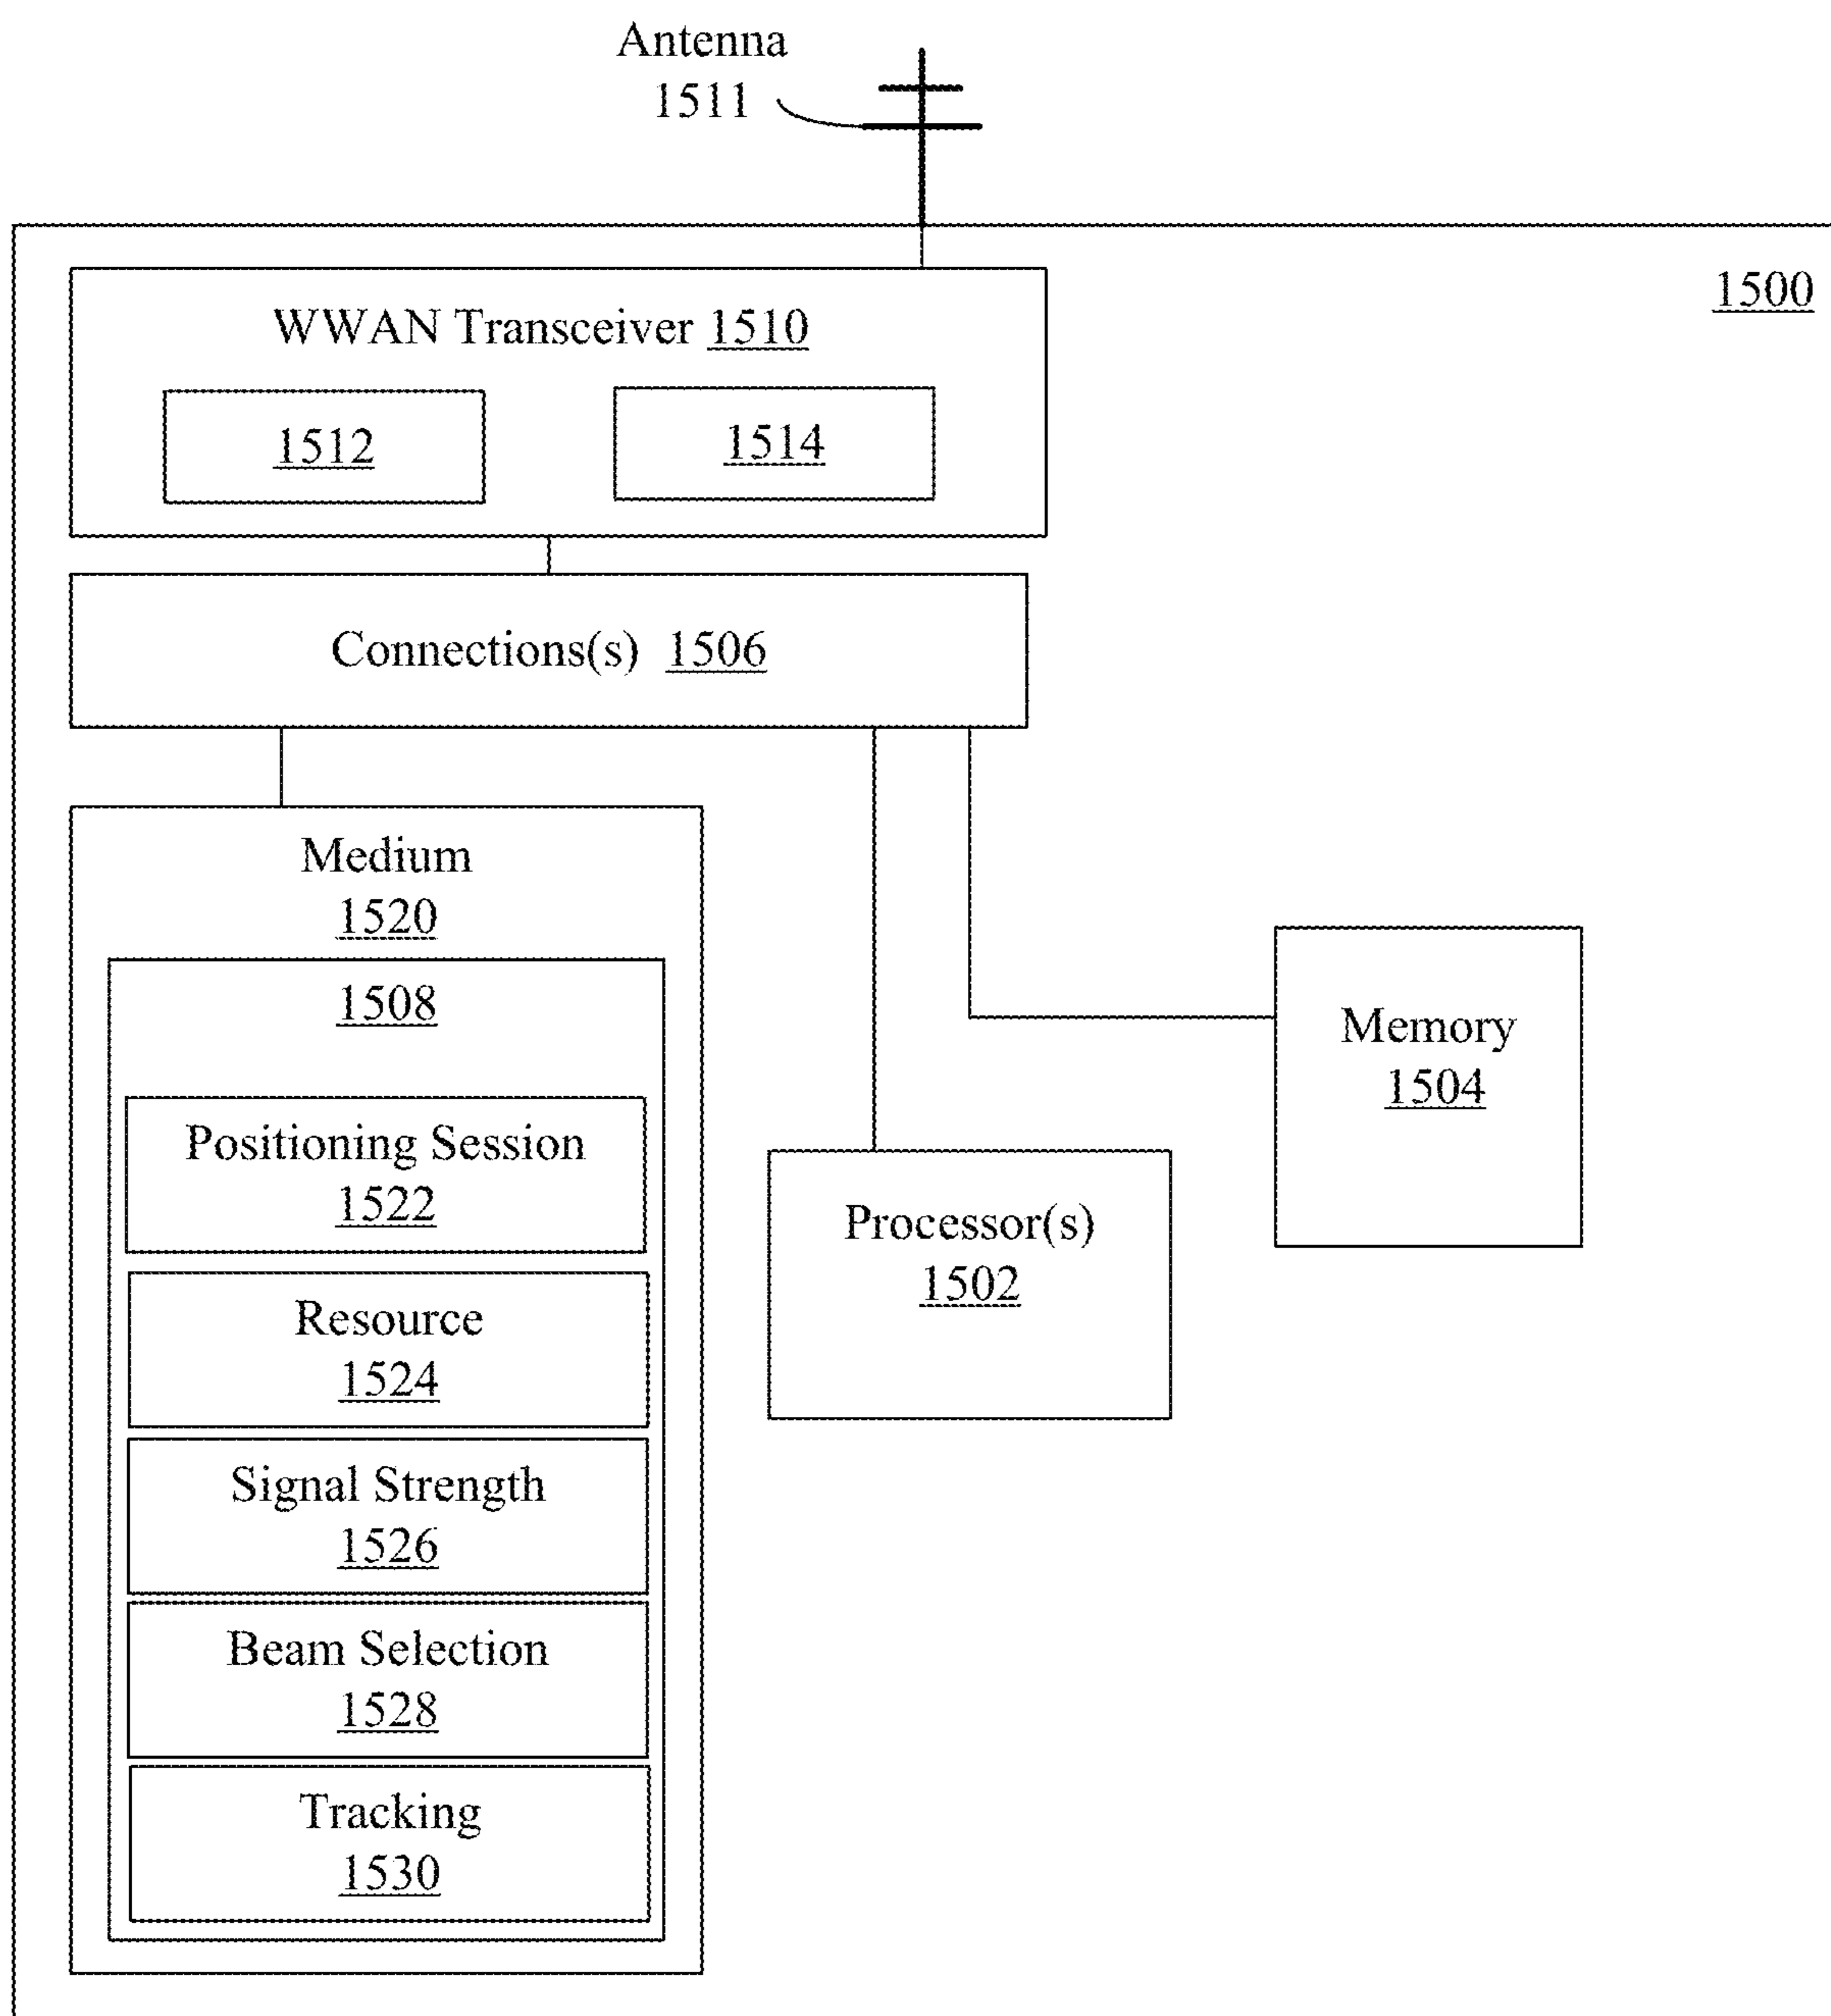 Antenna
1511
1500
WWAN Transceiver 1510
1512
1514
Connections(s) 1506
Medium
1520
1508
Positioning Session
1522
Resource
1524
Signal Strength
1526
Beam Selection
1528
Tracking
1530
Processor(s)
1502
Memory
1504